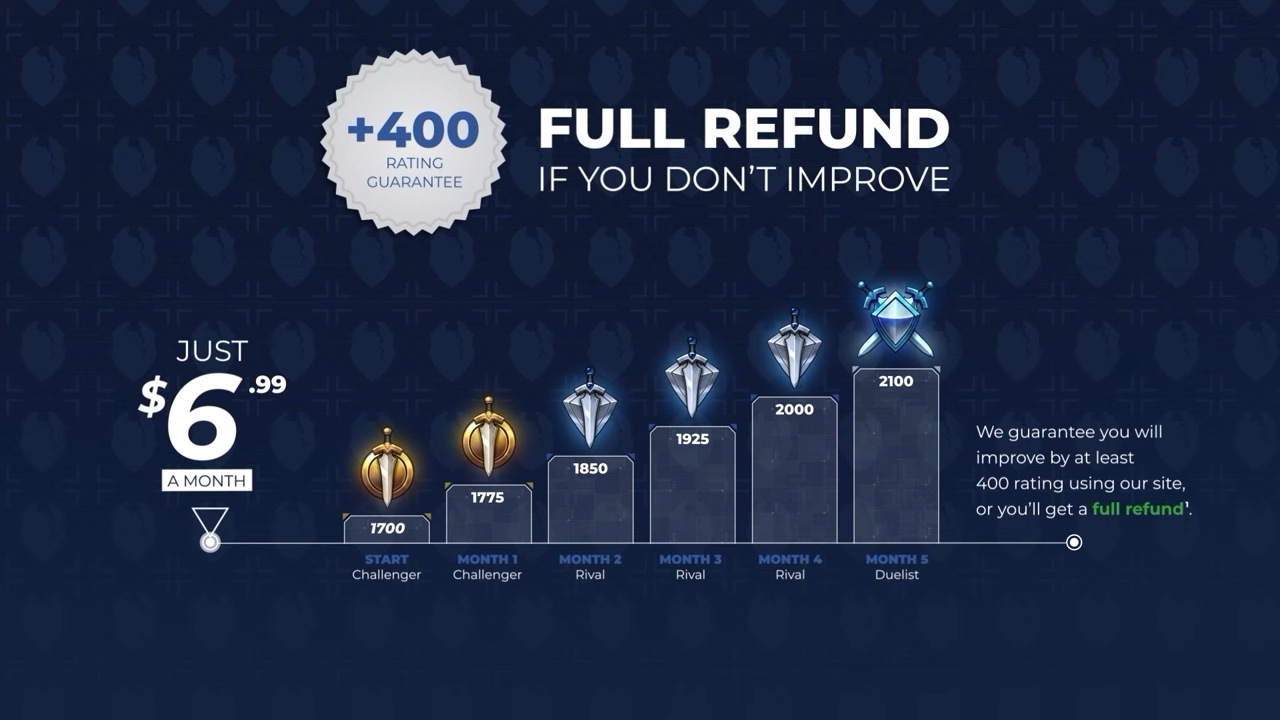 +400
RATING
GUARANTEE
FULL REFUND
IF YOU DON'T IMPROVE
JUST
$6.99
A MONTH
1700
1775
1850
1925
2000
2100
START
Challenger
MONTH 1
Challenger
MONTH 2
Rival
MONTH 3
Rival
MONTH 4
Rival
MONTH 5
Duelist
We guarantee you will
improve by at least
400 rating using our site,
or you'll get a full refund¹.